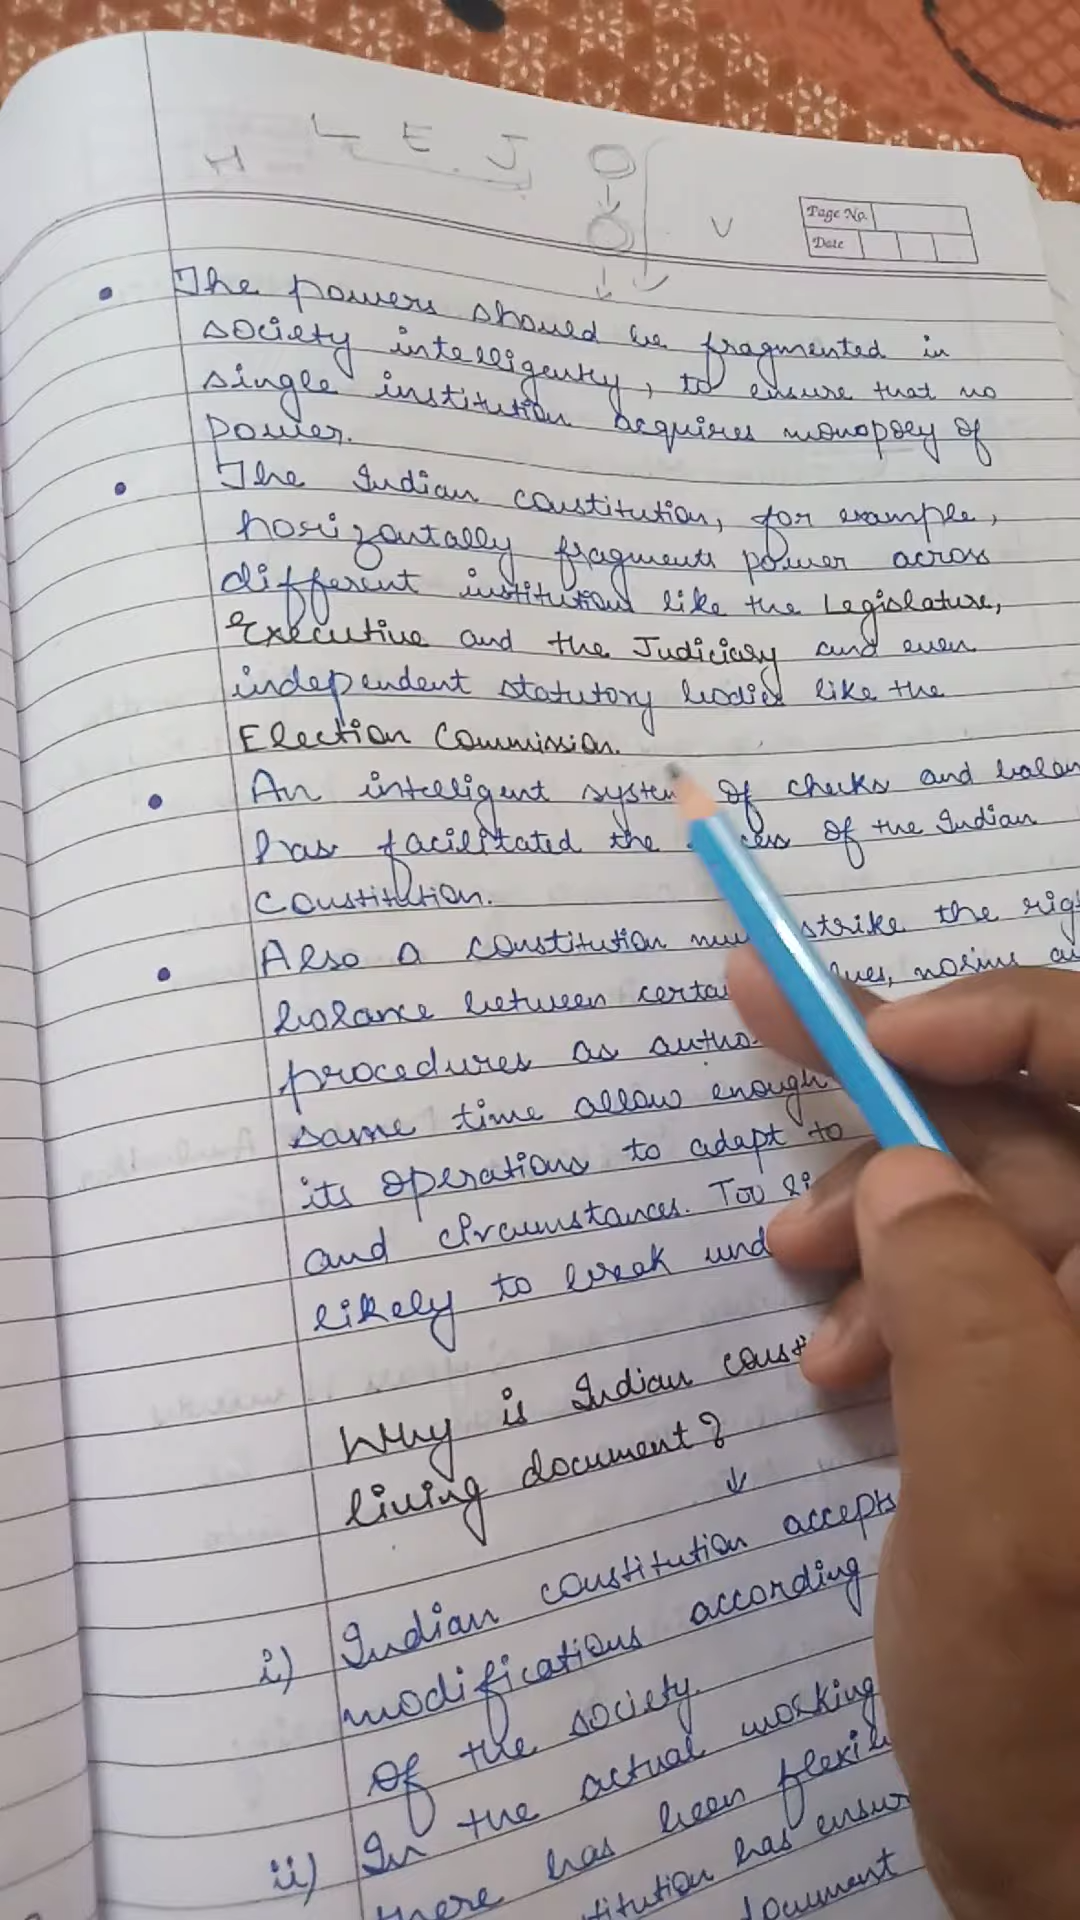 L E J
H
V
Page No.
Date
• The powers should be fragmented in
society intelligently, to ensure that no
single institution acquires monopoly of
power.
• The Indian constitution, for example,
horizontally fragments power across
different institutions like the Legislature,
Executive and the Judiciary and even
independent statutory bodies like the
Election Commission.
• An intelligent system of checks and
has facilitated the of the Indian
Constitution.
• Also a constitution strike the
balance between norms
procedures as
same time allow enough
its operations to adapt to
and circumstances. Too
likely to break
Why is Indian
living document?
i) Indian constitution accepts
modifications according
of the society.
ii) In the actual working
there has been
has
document